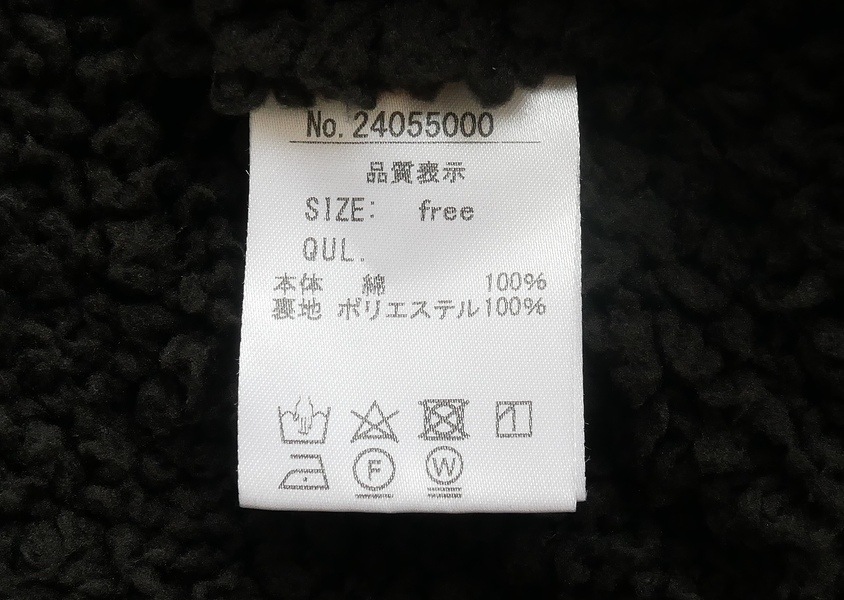 No. 24055000
品質表示
SIZE: free
QUL.
本体 綿 100%
裏地 ポリエステル100%
F W